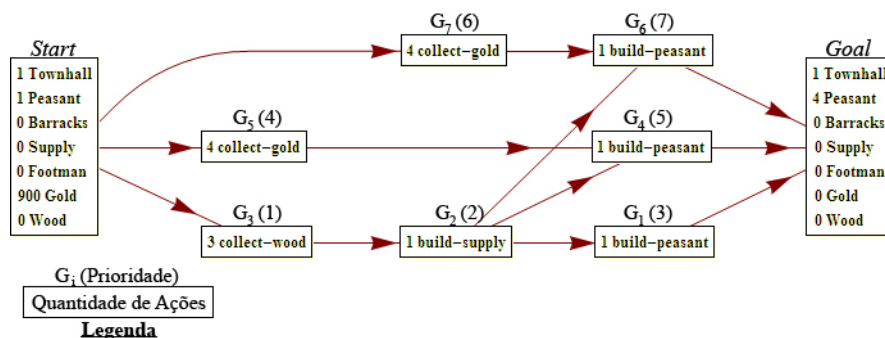 Start
1 Townhall
1 Peasant
0 Barracks
0 Supply
0 Footman
900 Gold
0 Wood
G7 (6)
4 collect−gold
G6 (7)
1 build−peasant
G5 (4)
4 collect−gold
G4 (5)
1 build−peasant
G3 (1)
3 collect−wood
G2 (2)
1 build−supply
G1 (3)
1 build−peasant
Goal
1 Townhall
4 Peasant
0 Barracks
0 Supply
0 Footman
0 Gold
0 Wood
Gi (Prioridade)
Quantidade de Ações
Legenda